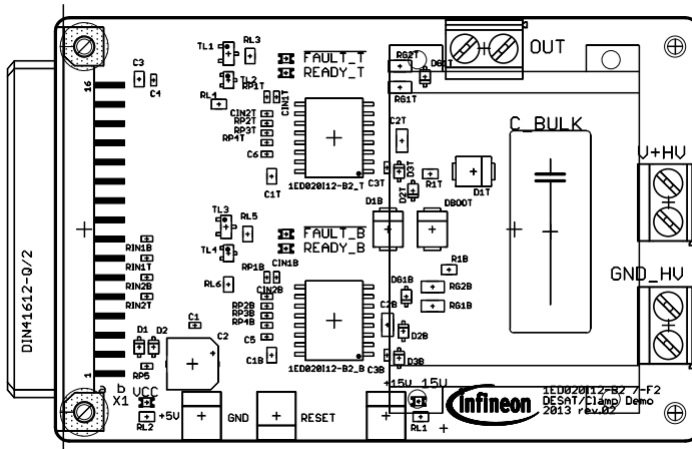 TL1
RL3
FAULT_T
READY_T
OUT
RG2T
DG1T
C3
C4
16
TL2
RP1T
RL4
CIN1T
RG1T
CIN2T
RP2T
RP3T
RP4T
C6
C2T
C_BULK
V+HV
1ED020I12-B2_T
C1T
C3T
D3T
D2T
R1T
D1T
TL3
RL5
FAULT_B
READY_B
D1B
DBOOT
TL4
RIN1B
RIN1T
RIN2B
RIN2T
RP1B
CIN1B
RL6
CIN2B
R1B
GND_HV
DG1B
RG2B
RG1B
RP2B
RP3B
RP4B
C5
C2B
D2B
DIN41612-Q/2
D1
D2
C1
C2
C1B
1ED020I12-B2_B
C3B
D3B
RP5
1
a b
X1
VCC
RL2
+5V
GND
RESET
+15V
15V
RL1
+
infineon
1ED020I12-B2 /-F2
DESAT/Clamp Demo
2013 rev.02